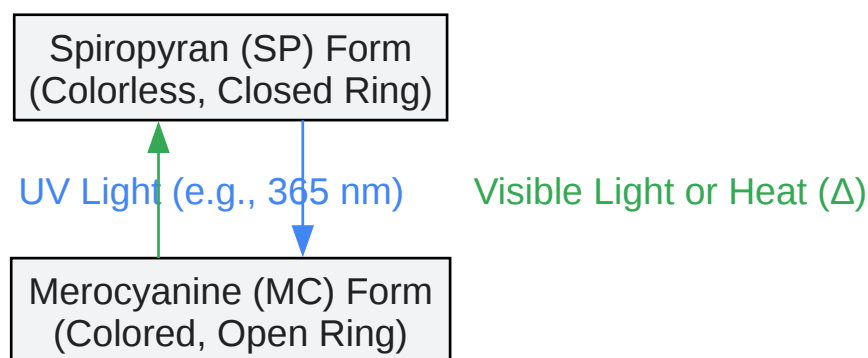 Spiropyran (SP) Form
(Colorless, Closed Ring)
UV Light (e.g., 365 nm)
Visible Light or Heat (Δ)
Merocyanine (MC) Form
(Colored, Open Ring)